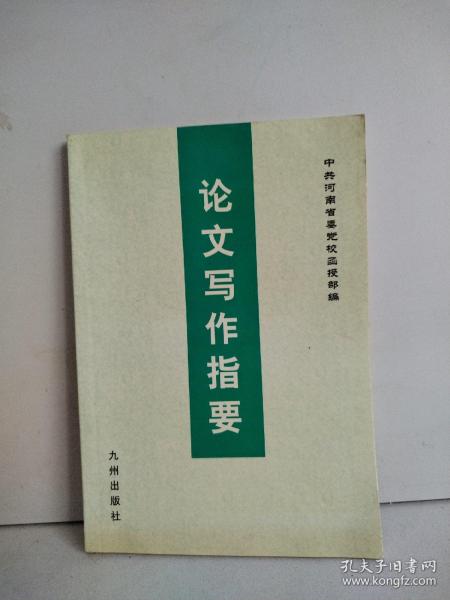 中共河南省委党校函授部编
论文写作指要
九州出版社
孔夫子旧书网
www.kongfz.com